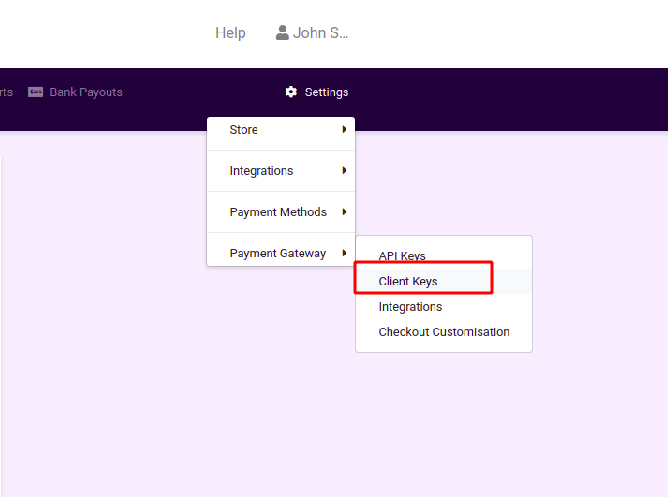 Help John S...
rts Bank Payouts Settings
Store
Integrations
Payment Methods
Payment Gateway
API Keys
Client Keys
Integrations
Checkout Customisation